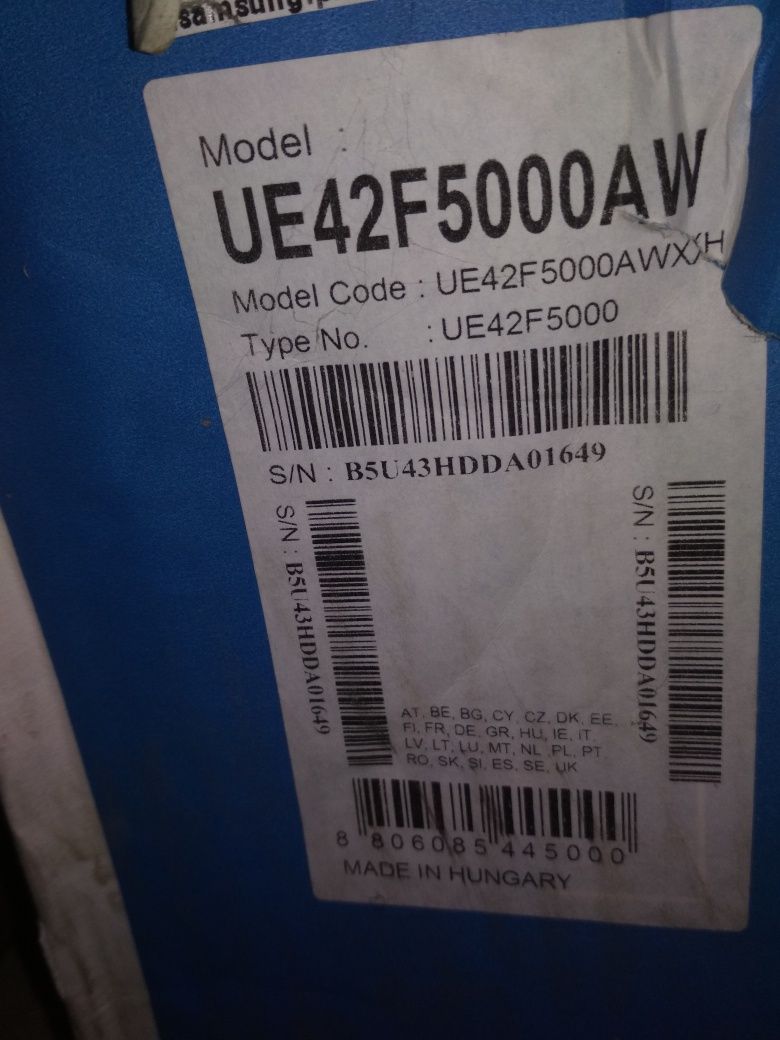 samsung.p
Model :
UE42F5000AW
Model Code : UE42F5000AWXXH
Type No. : UE42F5000
S/N : B5U43HDDA01649
S/N : B5U43HDDA01649
S/N : B5U43HDDA01649
AT, BE, BG, CY, CZ, DK, EE,
FI, FR, DE, GR, HU, IE, IT,
LV, LT, LU, MT, NL, PL, PT
RO, SK, SI, ES, SE, UK
8 806085 445000
MADE IN HUNGARY